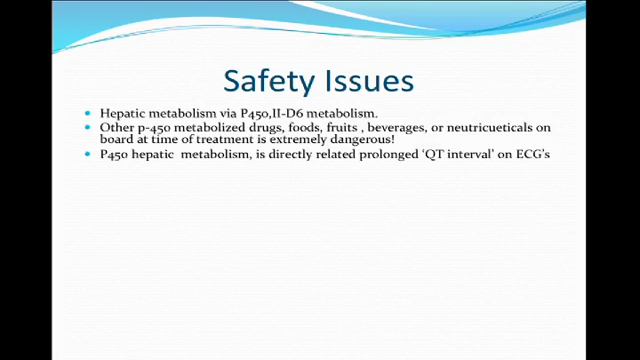 Safety Issues
Hepatic metabolism via P450,II-D6 metabolism.
Other p-450 metabolized drugs, foods, fruits , beverages, or neutricueticals on
board at time of treatment is extremely dangerous!
P450 hepatic metabolism, is directly related prolonged ‘QT interval’ on ECG’s